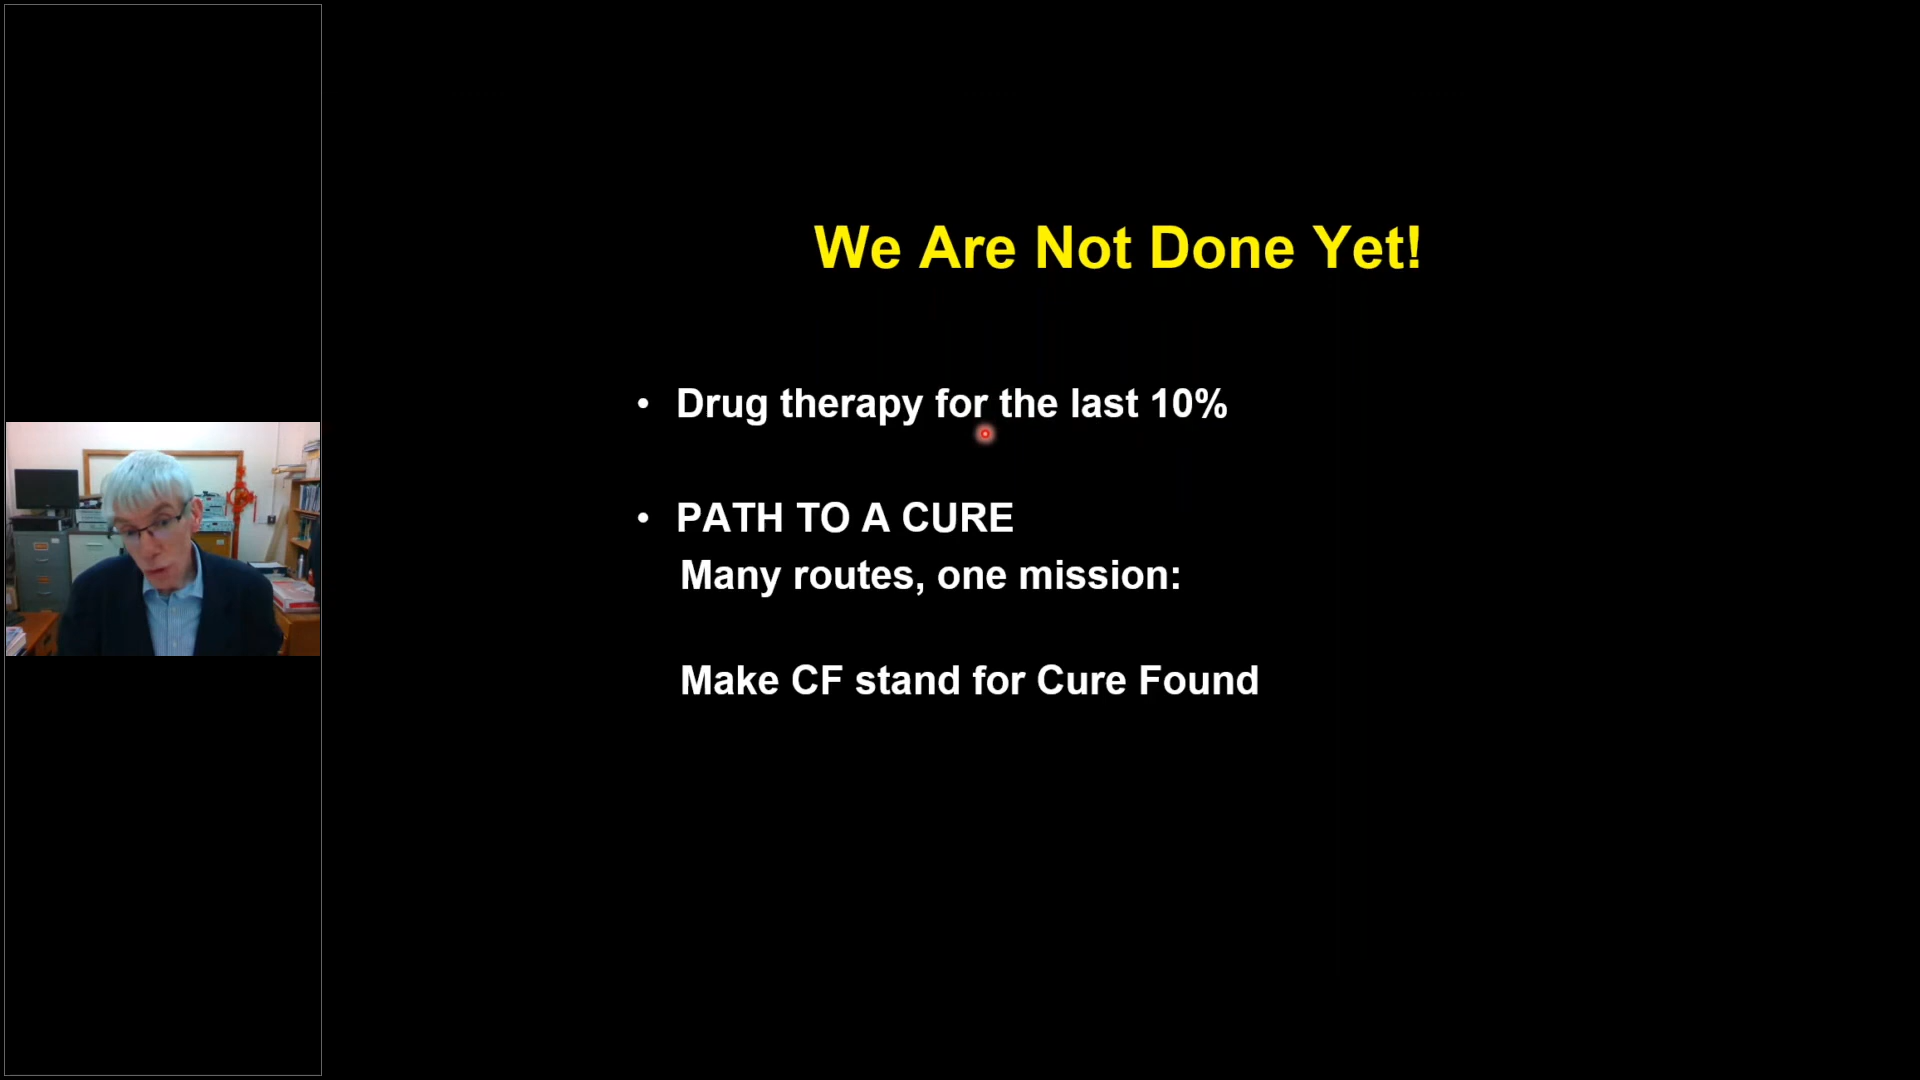 We Are Not Done Yet!
• Drug therapy for the last 10%
• PATH TO A CURE
Many routes, one mission:
Make CF stand for Cure Found